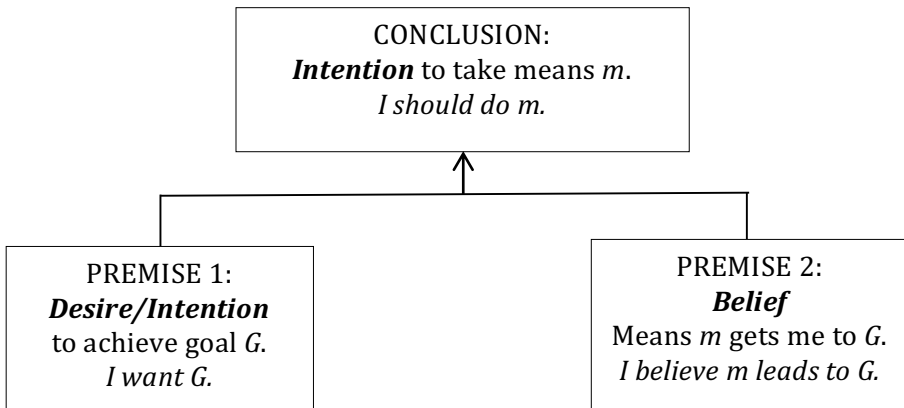 CONCLUSION:
Intention to take means m.
I should do m.
PREMISE 1:
Desire/Intention
to achieve goal G.
I want G.
PREMISE 2:
Belief
Means m gets me to G.
I believe m leads to G.